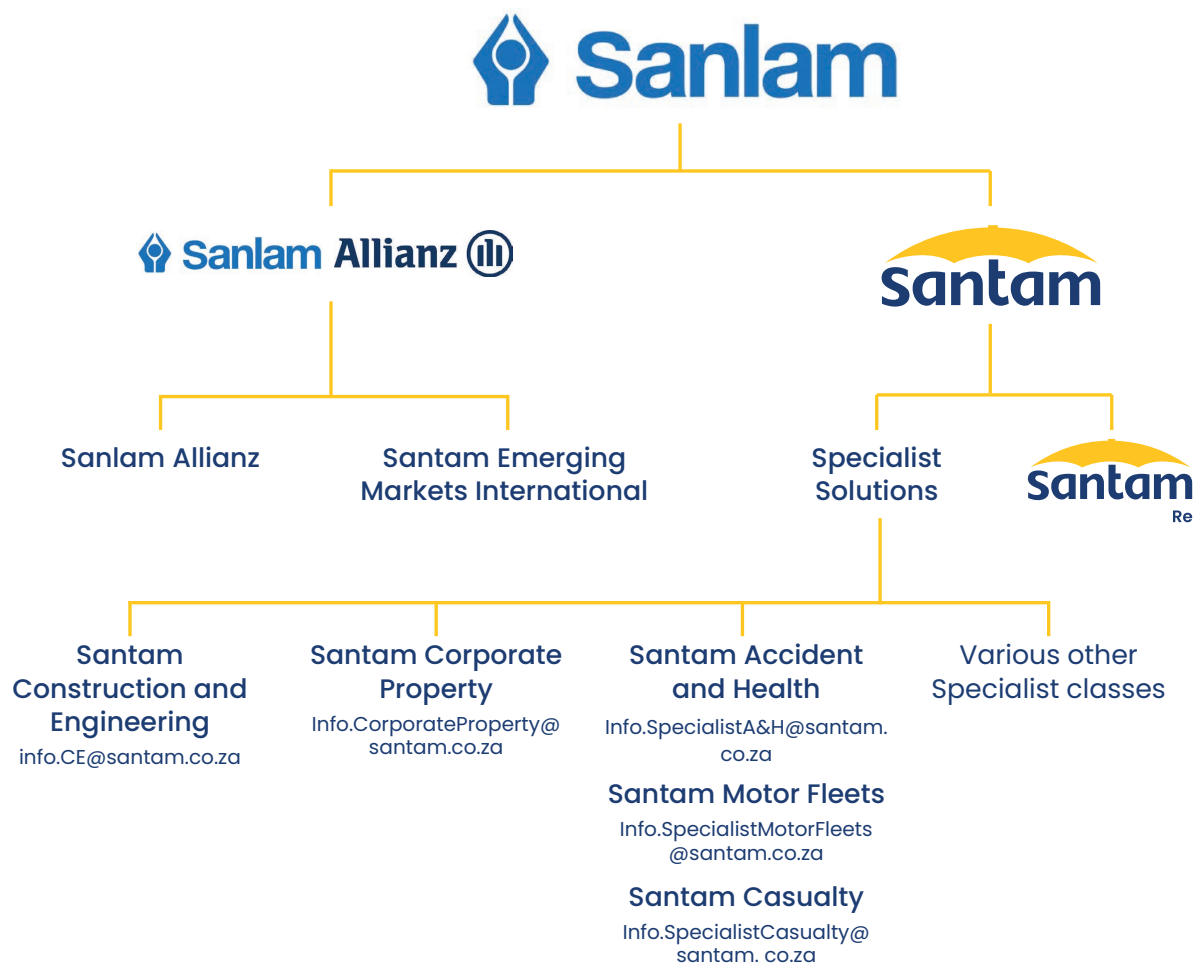 Sanlam
Sanlam Allianz
santam
Sanlam Allianz
Santam Emerging
Markets International
Specialist
Solutions
santam
Re
Santam
Construction and
Engineering
info.CE@santam.co.za
Santam Corporate
Property
Info.CorporateProperty@
santam.co.za
Santam Accident
and Health
Info.SpecialistA&H@santam.
co.za
Santam Motor Fleets
Info.SpecialistMotorFleets
@santam.co.za
Santam Casualty
Info.SpecialistCasualty@
santam. co.za
Various other
Specialist classes